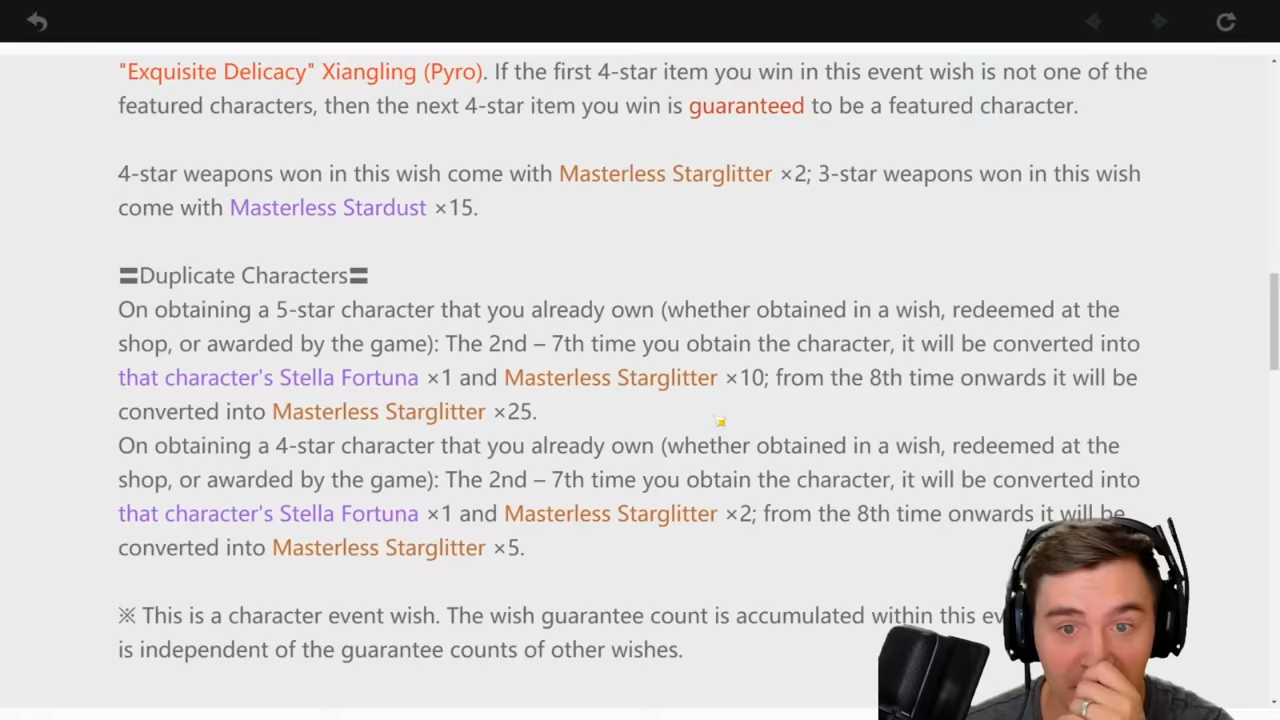 "Exquisite Delicacy" Xiangling (Pyro). If the first 4-star item you win in this event wish is not one of the
featured characters, then the next 4-star item you win is guaranteed to be a featured character.
4-star weapons won in this wish come with Masterless Starglitter ×2; 3-star weapons won in this wish
come with Masterless Stardust ×15.
〓Duplicate Characters〓
On obtaining a 5-star character that you already own (whether obtained in a wish, redeemed at the
shop, or awarded by the game): The 2nd – 7th time you obtain the character, it will be converted into
that character's Stella Fortuna ×1 and Masterless Starglitter ×10; from the 8th time onwards it will be
converted into Masterless Starglitter ×25.
On obtaining a 4-star character that you already own (whether obtained in a wish, redeemed at the
shop, or awarded by the game): The 2nd – 7th time you obtain the character, it will be converted into
that character's Stella Fortuna ×1 and Masterless Starglitter ×2; from the 8th time onwards it will be
converted into Masterless Starglitter ×5.
※ This is a character event wish. The wish guarantee count is accumulated within this
is independent of the guarantee counts of other wishes.